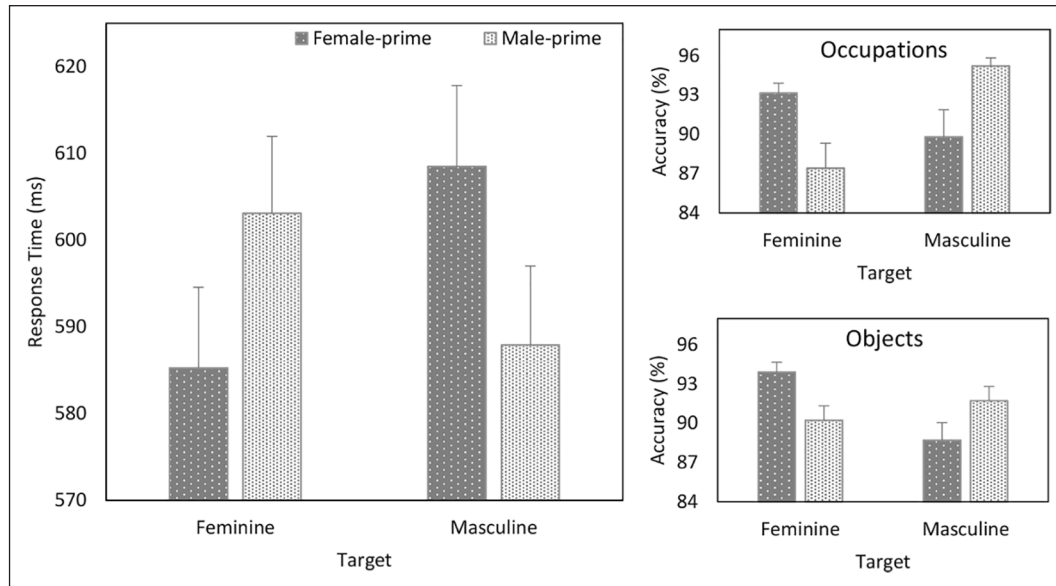 Female-prime Male-prime
620
610
600
590
580
570
Response Time (ms)
Feminine Masculine
Target
Occupations
96
93
90
87
84
Accuracy (%)
Feminine Masculine
Target
Objects
96
93
90
87
84
Accuracy (%)
Feminine Masculine
Target